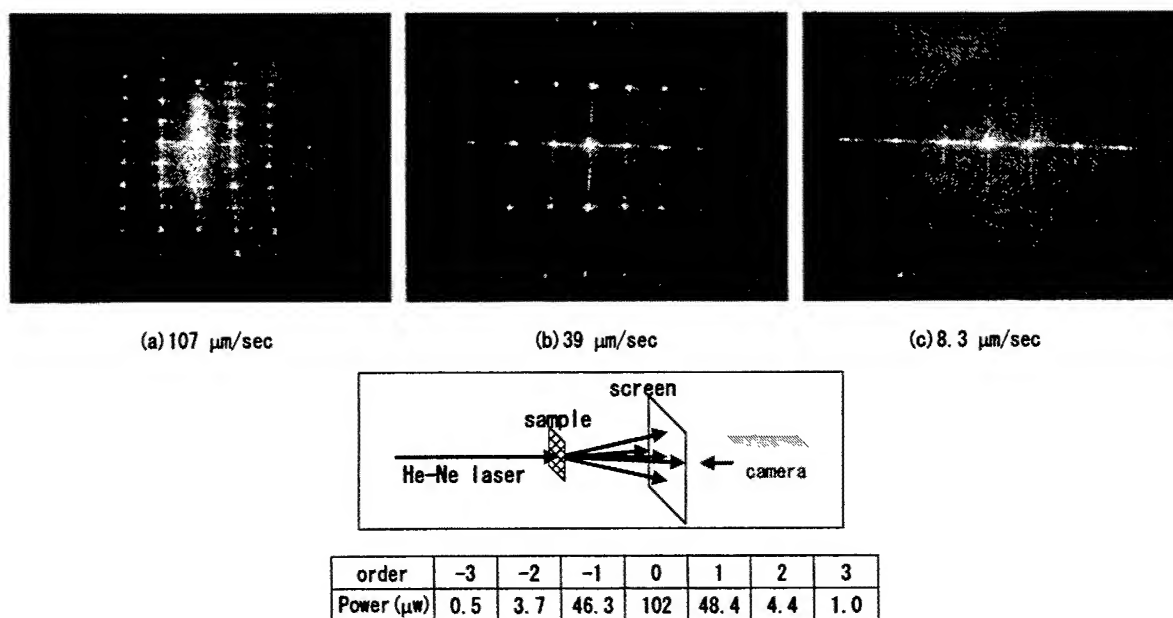 (a)107 μm/sec (b)39 μm/sec (c)8.3 μm/sec
screen
sample
He-Ne laser
camera
order -3 -2 -1 0 1 2 3
Power(μw) 0.5 3.7 46.3 102 48.4 4.4 1.0